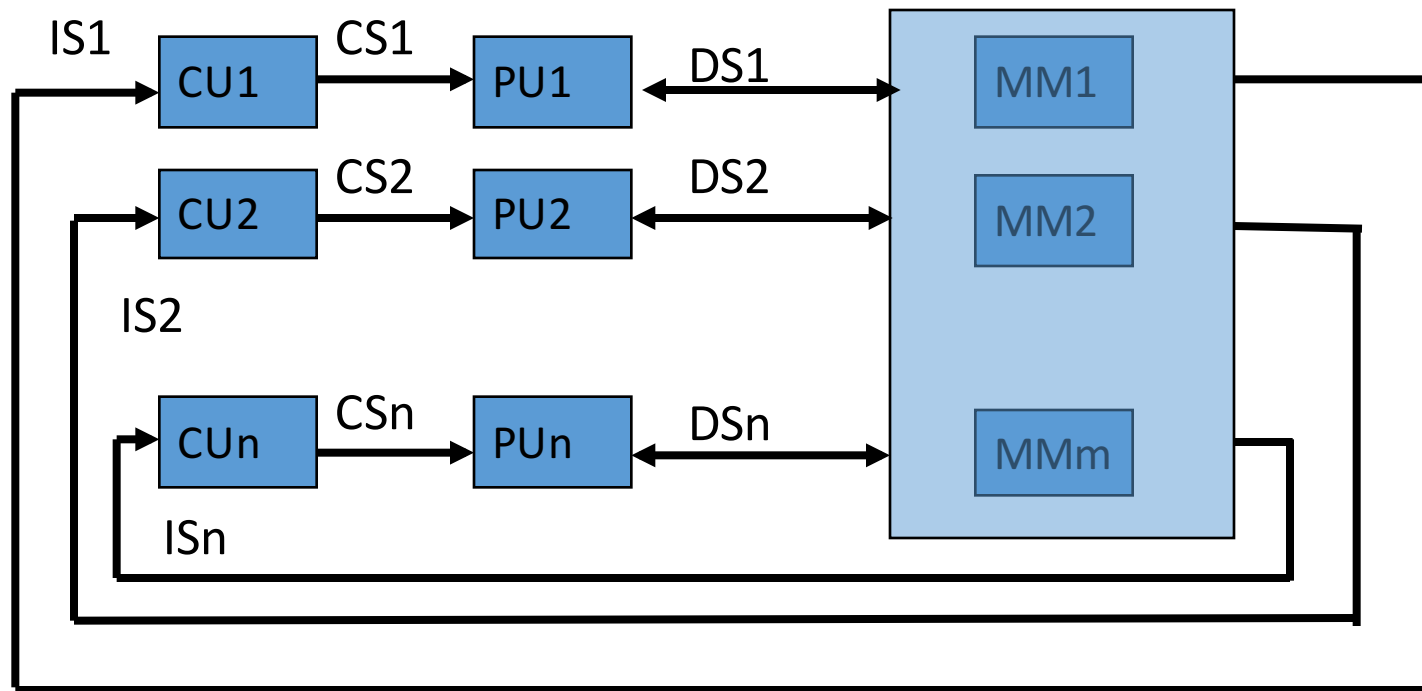 IS1
CS1
CU1
PU1
DS1
MM1
CS2
CU2
PU2
DS2
MM2
IS2
CSn
CUn
PUn
DSn
MMm
ISn